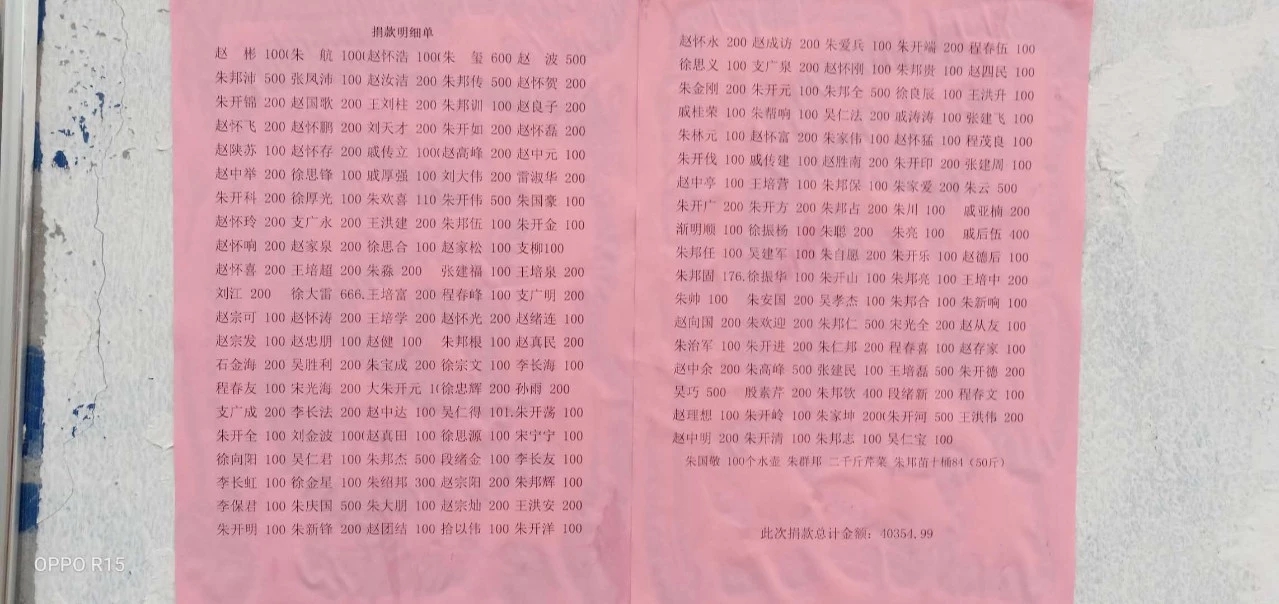 捐款明细单
赵　彬 100(朱　航 100(赵怀浩 100(朱　玺 600 赵　波 500
朱邦沛 500 张凤沛 100 赵汝洁 200 朱邦传 500 赵怀贺 200
朱开锦 200 赵国歌 200 王刘柱 200 朱邦训 100 赵良子 200
赵怀飞 200 赵怀鹏 200 刘天才 200 朱开如 200 赵怀磊 200
赵陕苏 100 赵怀存 200 戚传立 100(赵高峰 200 赵中元 100
赵中举 200 徐思锋 100 戚厚强 100 刘大伟 200 雷淑华 200
朱开科 200 徐厚光 100 朱欢喜 110 朱开伟 500 朱国豪 100
赵怀玲 200 支广永 200 王洪建 200 朱邦伍 100 朱开金 100
赵怀响 200 赵家泉 200 徐思合 100 赵家松 100 支柳100
赵怀喜 200 王培超 200 朱淼 200 张建福 100 王培泉 200
刘江 200 徐大雷 666.王培富 200 程春峰 100 支广明 200
赵宗可 100 赵怀涛 200 王培学 200 赵怀光 200 赵绪连 100
赵宗发 100 赵忠朋 100 赵健 100 朱邦根 100 赵真民 200
石金海 200 吴胜利 200 朱宝成 200 徐宗文 100 李长海 100
程春友 100 宋光海 200 大朱开元 1(徐忠辉 200 孙雨 200
支广成 200 李长法 200 赵中达 100 吴仁得 101.朱开荡 100
朱开全 100 刘金波 100(赵真田 100 徐思源 100 宋宁宁 100
徐向阳 100 吴仁君 100 朱邦杰 500 段绪金 100 李长友 100
李长虹 100 徐金星 100 朱绍邦 300 赵宗阳 200 朱邦辉 100
李保君 100 朱庆国 500 朱大朋 100 赵宗灿 200 王洪安 200
朱开明 100 朱新锋 200 赵团结 100 拾以伟 100 朱开洋 100
赵怀永 200 赵成访 200 朱爱兵 100 朱开端 200 程春伍 100
徐思义 100 支广泉 200 赵怀刚 100 朱邦贵 100 赵四民 100
朱金刚 200 朱开元 100 朱邦全 500 徐良辰 100 王洪升 100
戚桂荣 100 朱帮响 100 吴仁法 200 戚涛涛 100 张建飞 100
朱林元 100 赵怀富 200 朱家伟 100 赵怀猛 100 程茂良 100
朱开伐 100 戚传建 100 赵胜南 200 朱开印 200 张建周 100
赵中亭 100 王培营 100 朱邦保 100 朱家爱 200 朱云 500
朱开广 200 朱开方 200 朱邦占 200 朱川 100 戚亚楠 200
渐明顺 100 徐振杨 100 朱聪 200 朱亮 100 戚后伍 400
朱邦任 100 吴建军 100 朱自愿 200 朱开乐 100 赵德后 100
朱邦固 176.徐振华 100 朱开山 100 朱邦亮 100 王培中 200
朱帅 100 朱安国 200 吴孝杰 100 朱邦合 100 朱新响 100
赵向国 200 朱欢迎 200 朱邦仁 500 宋光全 200 赵从友 100
朱治军 100 朱开进 200 朱仁邦 200 程春喜 100 赵存家 100
赵中余 200 朱高峰 500 张建民 100 王培磊 500 朱开德 200
吴巧 500 殷素芹 200 朱邦钦 400 段绪新 200 程春文 100
赵理想 100 朱开岭 100 朱家坤 200(朱开河 500 王洪伟 200
赵中明 200 朱开清 100 朱邦志 100 吴仁宝 100
朱国敬 100个水壶 朱群邦 二千斤芹菜 朱邦苗十桶84（50斤）
此次捐款总计金额：40354.99
OPPO R15